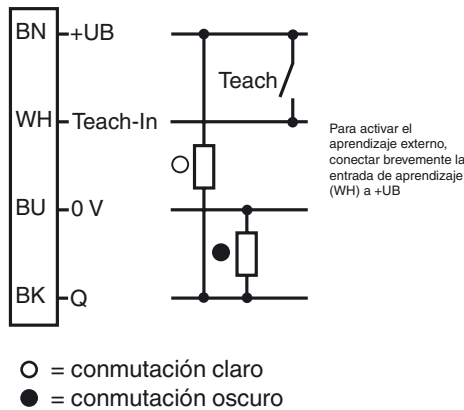 BN +UB
Teach
WH Teach-In
Para activar el
aprendizaje externo,
conectar brevemente la
entrada de aprendizaje
(WH) a +UB
BU 0 V
BK Q
= conmutación claro
= conmutación oscuro